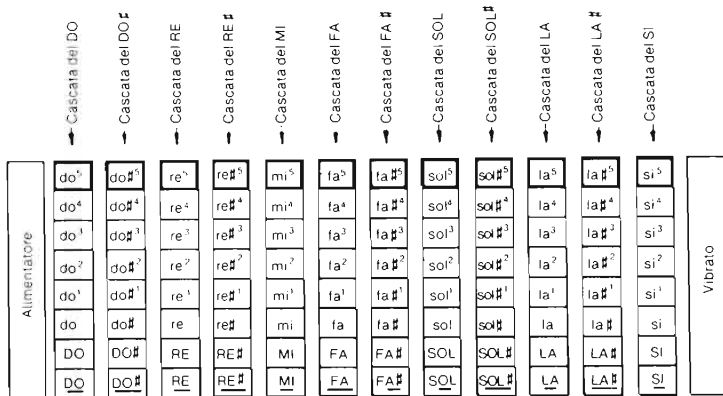 Cascata del DO
Cascata del DO♯
Cascata del RE
Cascata del RE♯
Cascata del MI
Cascata del FA
Cascata del FA♯
Cascata del SOL
Cascata del SOL♯
Cascata del LA
Cascata del LA♯
Cascata del SI
Alimentatore
do⁵ do♯⁵ re⁵ re♯⁵ mi⁵ fa⁵ fa♯⁵ sol⁵ sol♯⁵ la⁵ la♯⁵ si⁵
do⁴ do♯⁴ re⁴ re♯⁴ mi⁴ fa⁴ fa♯⁴ sol⁴ sol♯⁴ la⁴ la♯⁴ si⁴
do³ do♯³ re³ re♯³ mi³ fa³ fa♯³ sol³ sol♯³ la³ la♯³ si³
do² do♯² re² re♯² mi² fa² fa♯² sol² sol♯² la² la♯² si²
do¹ do♯¹ re¹ re♯¹ mi¹ fa¹ fa♯¹ sol¹ sol♯¹ la¹ la♯¹ si¹
do do♯ re re♯ mi fa fa♯ sol sol♯ la la♯ si
DO DO♯ RE RE♯ MI FA FA♯ SOL SOL♯ LA LA♯ SI
DO DO♯ RE RE♯ MI FA FA♯ SOL SOL♯ LA LA♯ SI
Vibrato